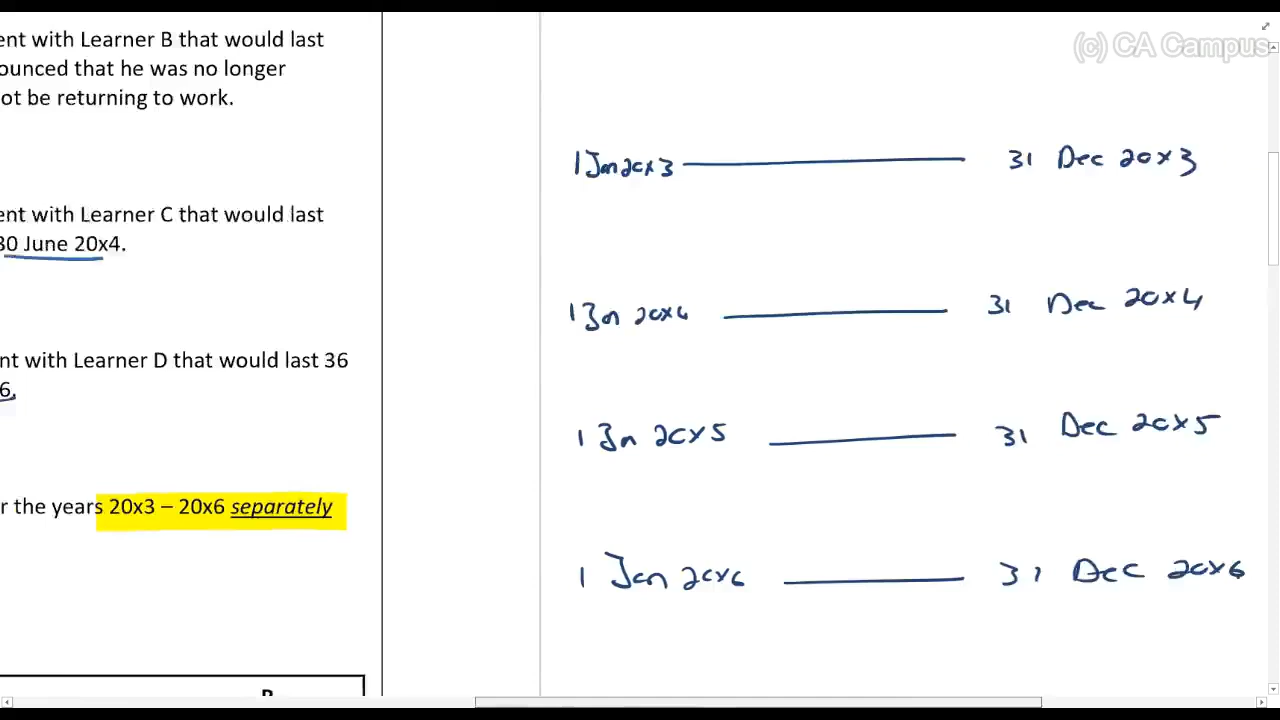 (c) CA Campus
ent with Learner B that would last
ounced that he was no longer
ot be returning to work.
ent with Learner C that would last
30 June 20x4.
nt with Learner D that would last 36
6.
r the years 20x3 – 20x6 separately
1 Jan 20x3 31 Dec 20x3
1 Jan 20x4 31 Dec 20x4
1 Jan 20x5 31 Dec 20x5
1 Jan 20x6 31 Dec 20x6